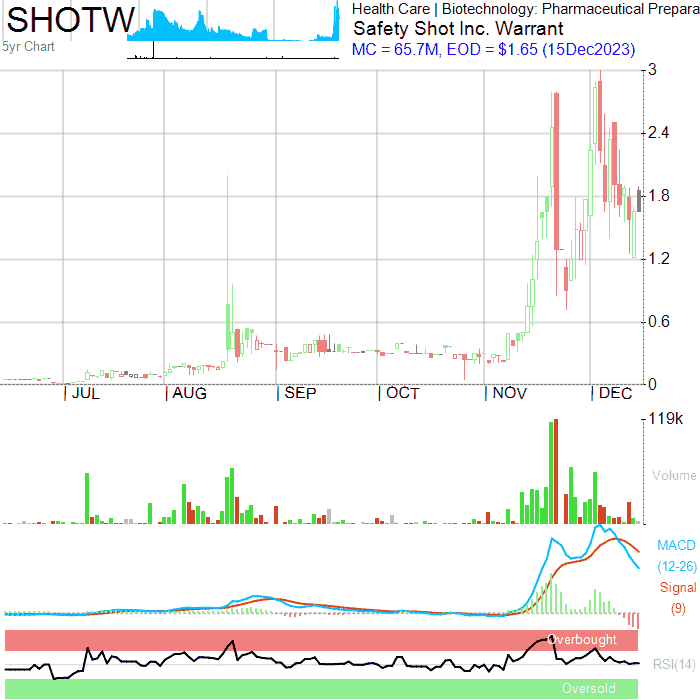 SHOTW
5yr Chart
Health Care | Biotechnology: Pharmaceutical Prepara
Safety Shot Inc. Warrant
MC = 65.7M, EOD = $1.65 (15Dec2023)
3
2.4
1.8
1.2
0.6
0
JUL AUG SEP OCT NOV DEC
119k
Volume
MACD
(12-26)
Signal
(9)
Overbought
RSI(14)
Oversold